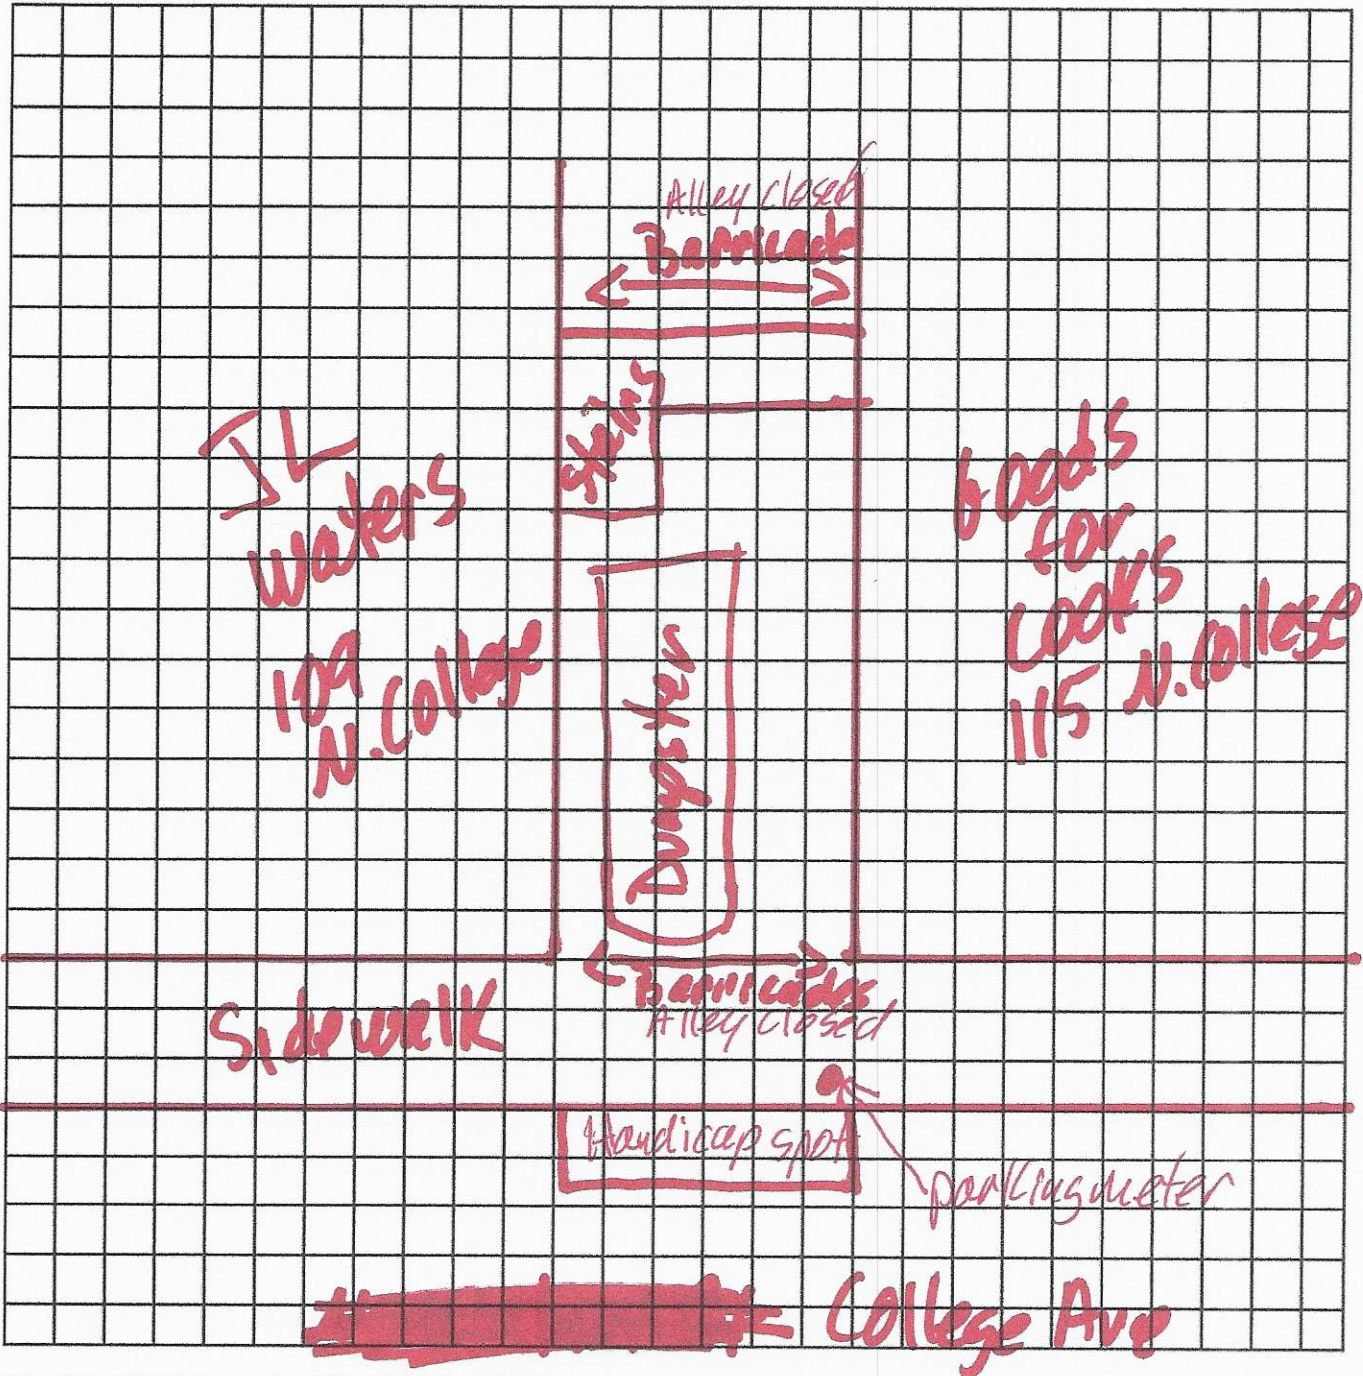 Alley closed
Barricade
Stairs
JL
Waters
109
N. College
Goods
for
Cooks
115 N. College
Dumpster
Barricades
Alley closed
Sidewalk
Handicap spot
parking meter
College Ave